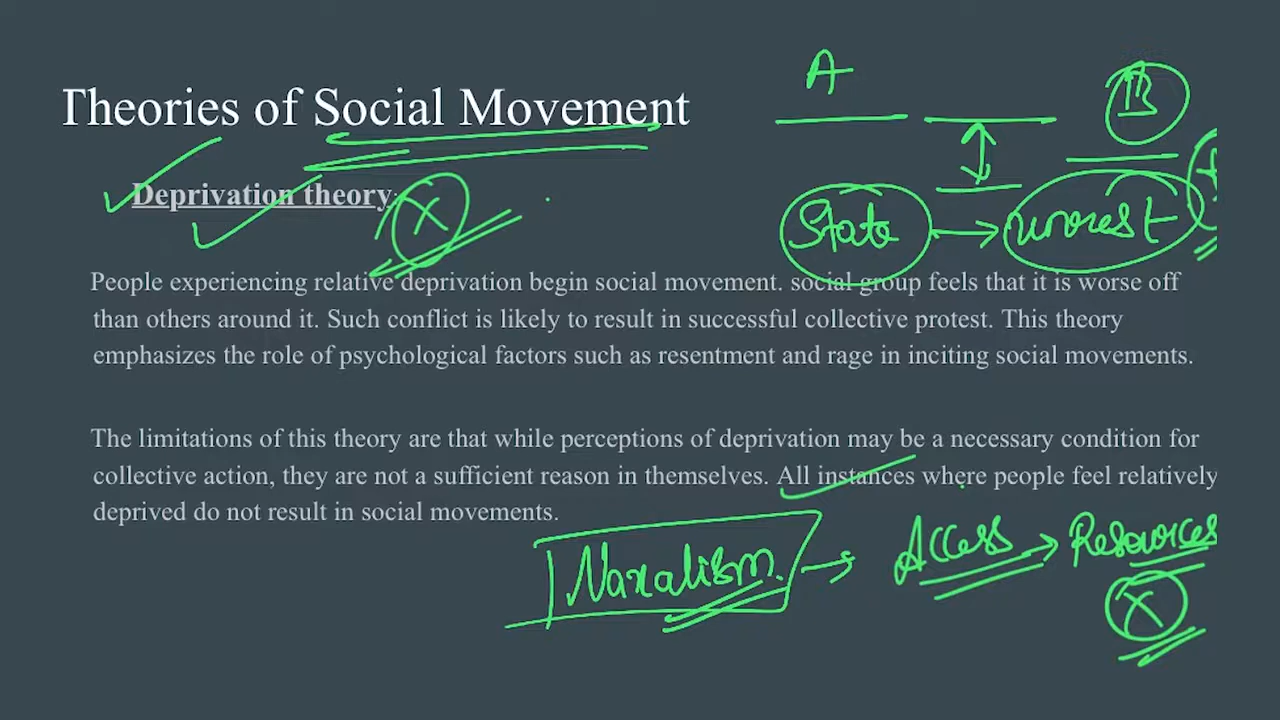 Theories of Social Movement
A
B
Deprivation theory:
X
State → unrest
People experiencing relative deprivation begin social movement. social group feels that it is worse off
than others around it. Such conflict is likely to result in successful collective protest. This theory
emphasizes the role of psychological factors such as resentment and rage in inciting social movements.
The limitations of this theory are that while perceptions of deprivation may be a necessary condition for
collective action, they are not a sufficient reason in themselves. All instances where people feel relatively
deprived do not result in social movements.
Naxalism → Access → Resources
X